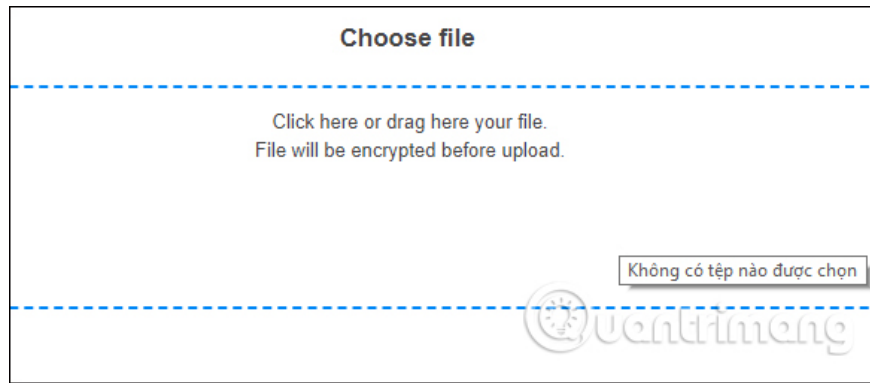 Choose file
Click here or drag here your file.
File will be encrypted before upload.
Không có tệp nào được chọn
Quantrimang